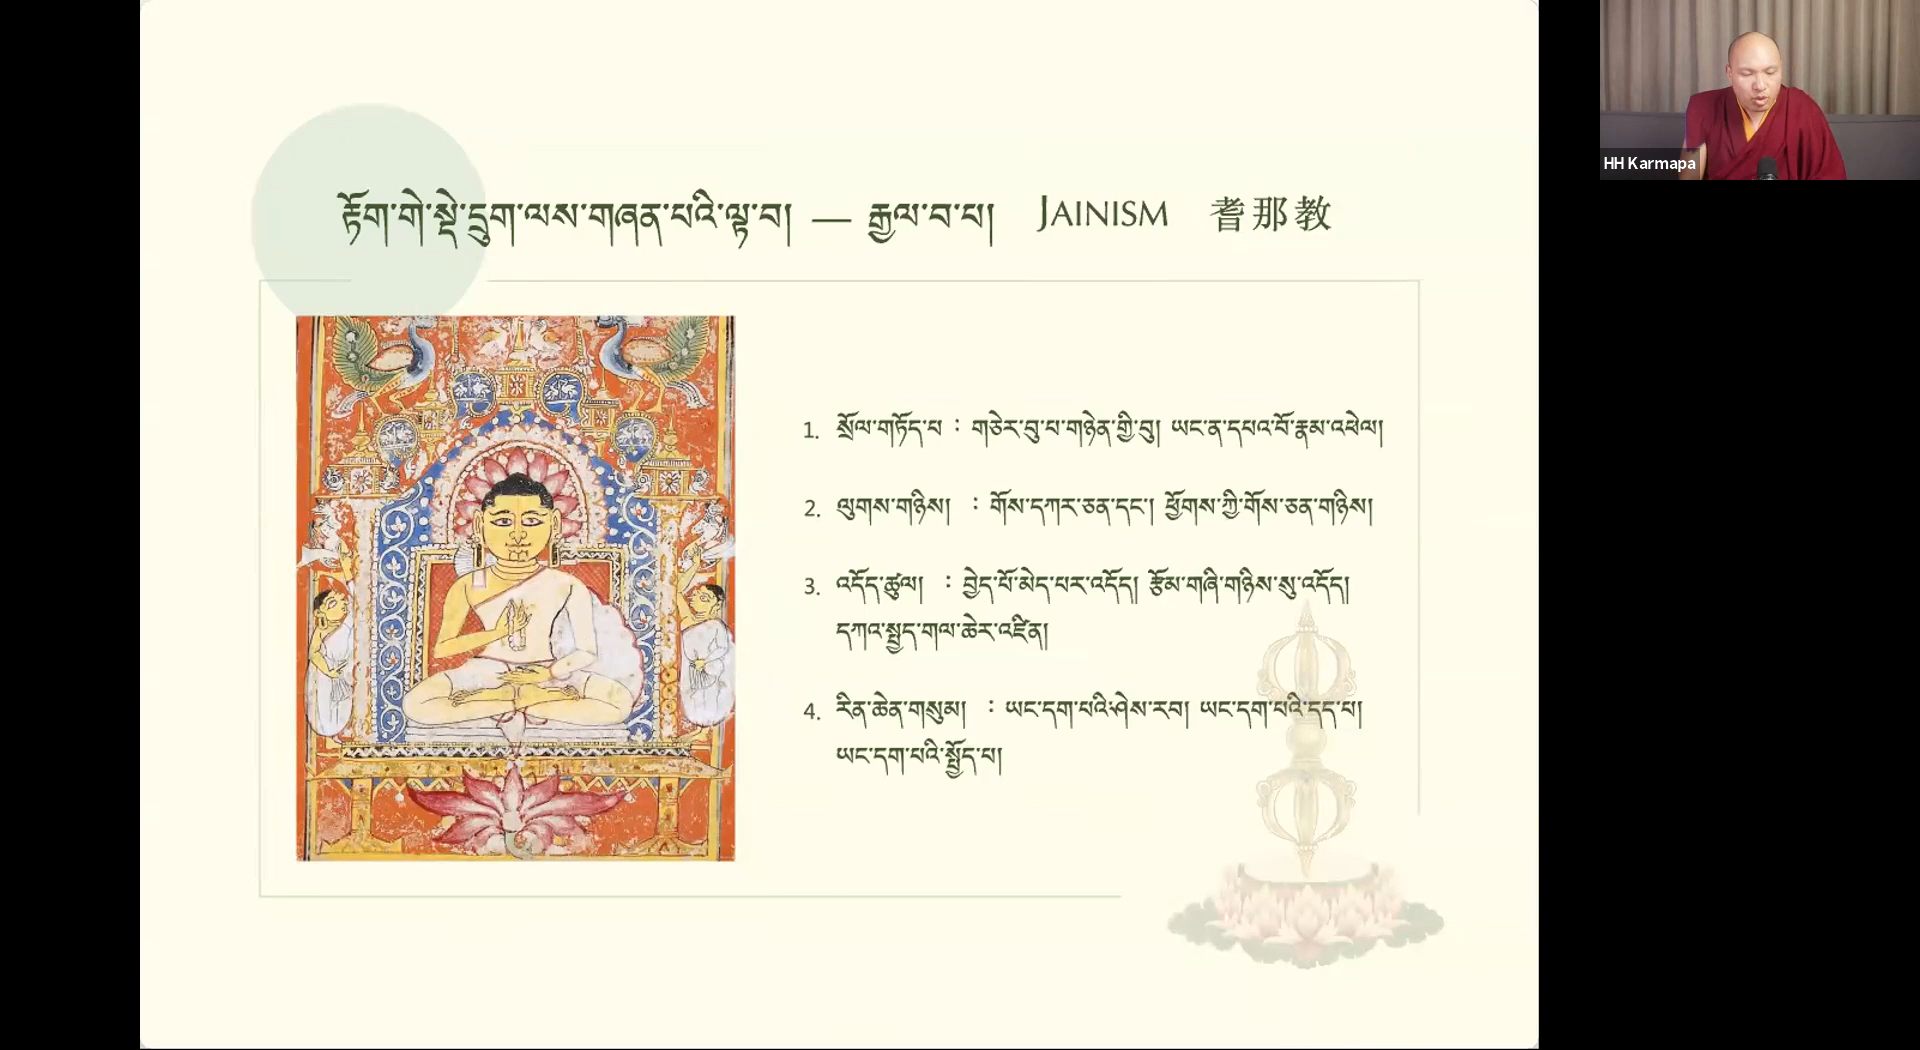 རྟོག་གེ་སྡེ་དྲུག་ལས་གཞན་པའི་ལྟ་བ། — རྒྱལ་བ་པ། JAINISM 耆那教
1. སྲོལ་གཏོད་པ ： གཅེར་བུ་པ་གཉེན་གྱི་བུ། ཡང་ན་དཔའ་བོ་རྣམ་འཕེལ།
2. ལུགས་གཉིས། ： གོས་དཀར་ཅན་དང་། ཕྱོགས་ཀྱི་གོས་ཅན་གཉིས།
3. འདོད་ཚུལ། ： བྱེད་པོ་མེད་པར་འདོད། རྩོམ་གཞི་གཉིས་སུ་འདོད།
དཀའ་སྤྱད་གལ་ཆེར་འཛིན།
4. རིན་ཆེན་གསུམ། ： ཡང་དག་པའི་ཤེས་རབ། ཡང་དག་པའི་དད་པ།
ཡང་དག་པའི་སྤྱོད་པ།
HH Karmapa